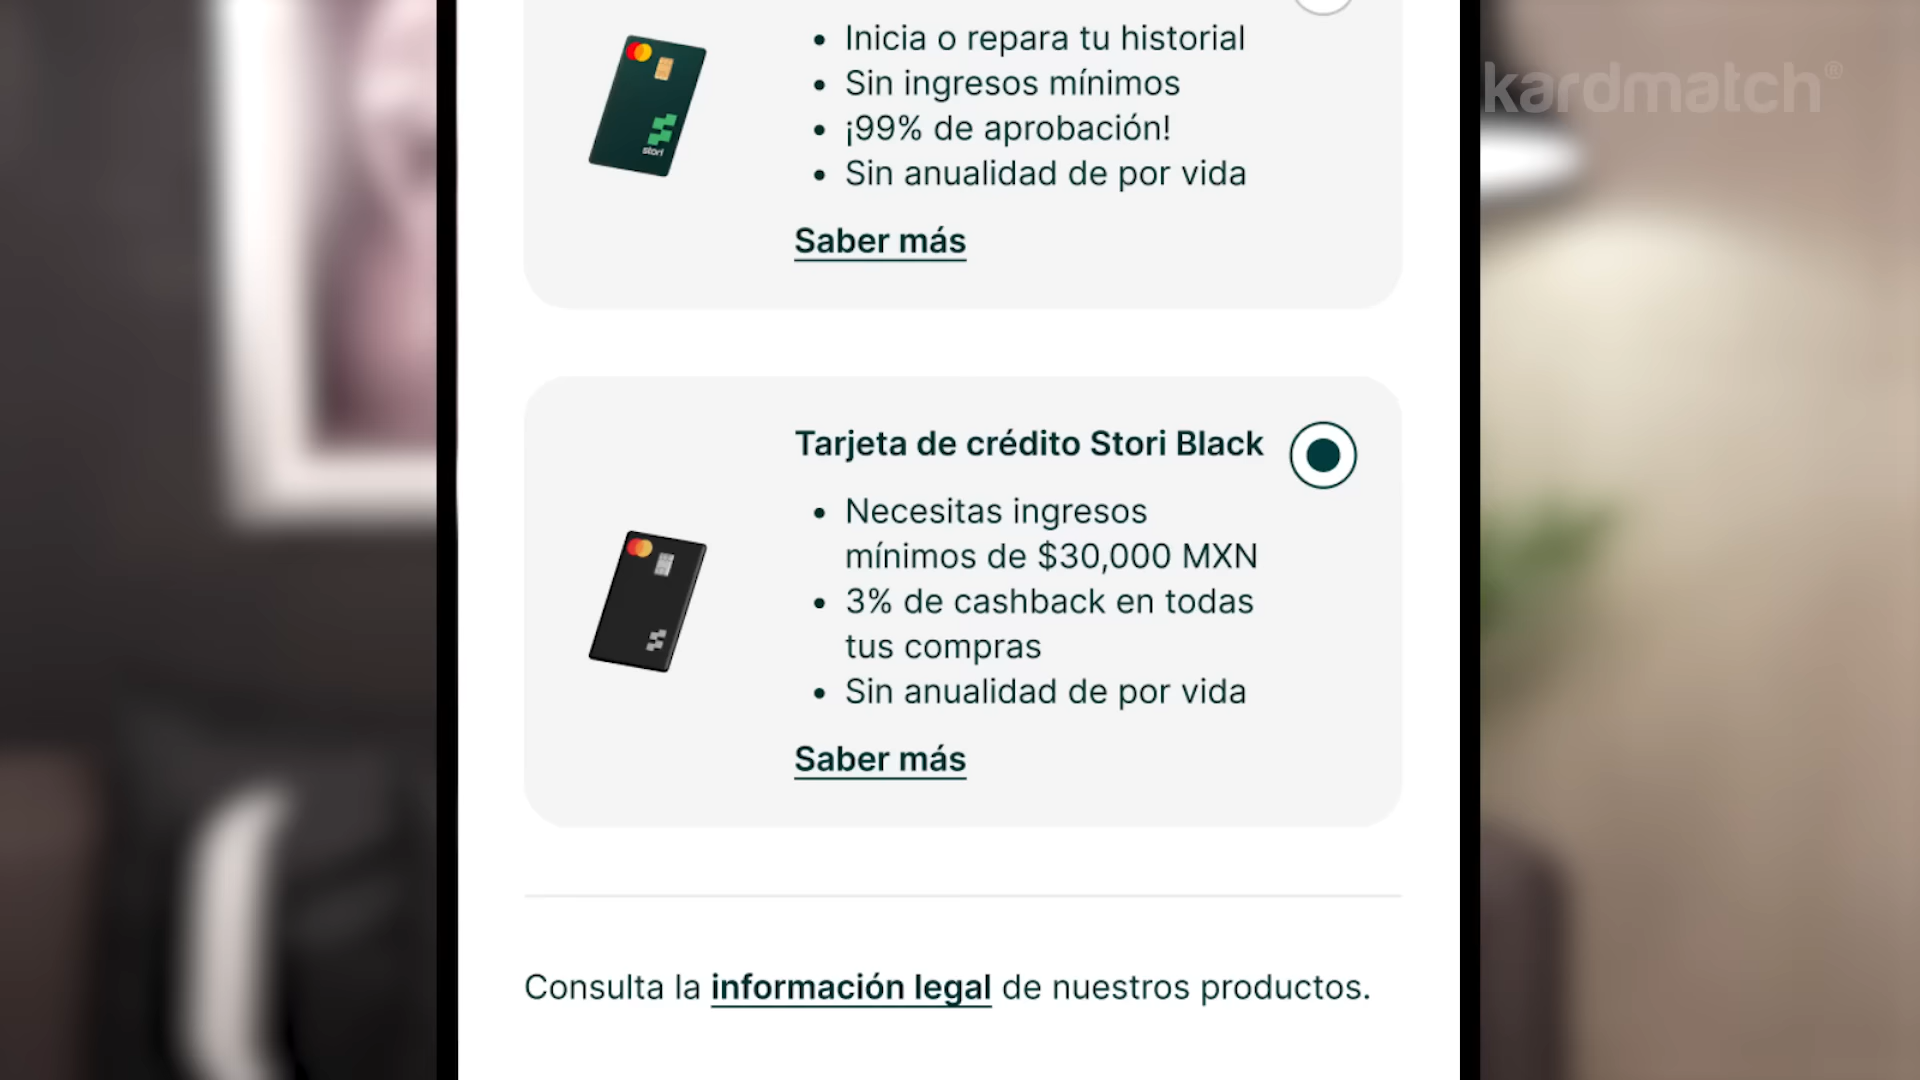 kardmatch®
Inicia o repara tu historial
Sin ingresos mínimos
¡99% de aprobación!
Sin anualidad de por vida
stori
Saber más
Tarjeta de crédito Stori Black
Necesitas ingresos
mínimos de $30,000 MXN
3% de cashback en todas
tus compras
Sin anualidad de por vida
Saber más
Consulta la información legal de nuestros productos.